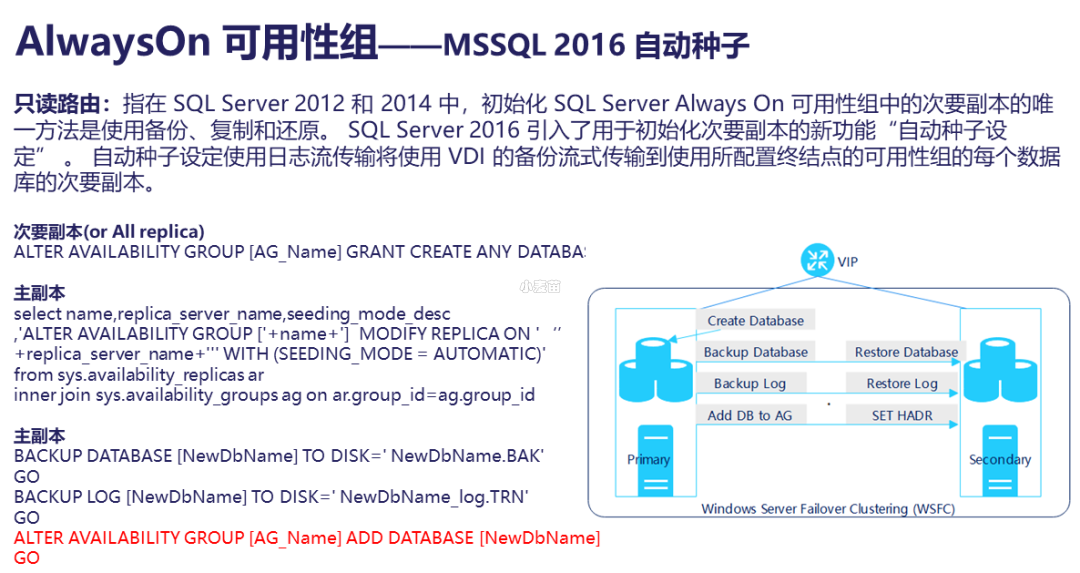 AlwaysOn 可用性组——MSSQL 2016 自动种子
只读路由：指在 SQL Server 2012 和 2014 中，初始化 SQL Server Always On 可用性组中的次要副本的唯
一方法是使用备份、复制和还原。 SQL Server 2016 引入了用于初始化次要副本的新功能“自动种子设
定” 。 自动种子设定使用日志流传输将使用 VDI 的备份流式传输到使用所配置终结点的可用性组的每个数据
库的次要副本。
次要副本(or All replica)
ALTER AVAILABILITY GROUP [AG_Name] GRANT CREATE ANY DATABAS
主副本
select name,replica_server_name,seeding_mode_desc
,'ALTER AVAILABILITY GROUP ['+name+'] MODIFY REPLICA ON ' ''
+replica_server_name+''' WITH (SEEDING_MODE = AUTOMATIC)'
from sys.availability_replicas ar
inner join sys.availability_groups ag on ar.group_id=ag.group_id
主副本
BACKUP DATABASE [NewDbName] TO DISK=' NewDbName.BAK'
GO
BACKUP LOG [NewDbName] TO DISK=' NewDbName_log.TRN'
GO
ALTER AVAILABILITY GROUP [AG_Name] ADD DATABASE [NewDbName]
GO
小麦苗
VIP
Create Database
Backup Database
Restore Database
Backup Log
Restore Log
Add DB to AG
SET HADR
Primary
Secondary
Windows Server Failover Clustering (WSFC)